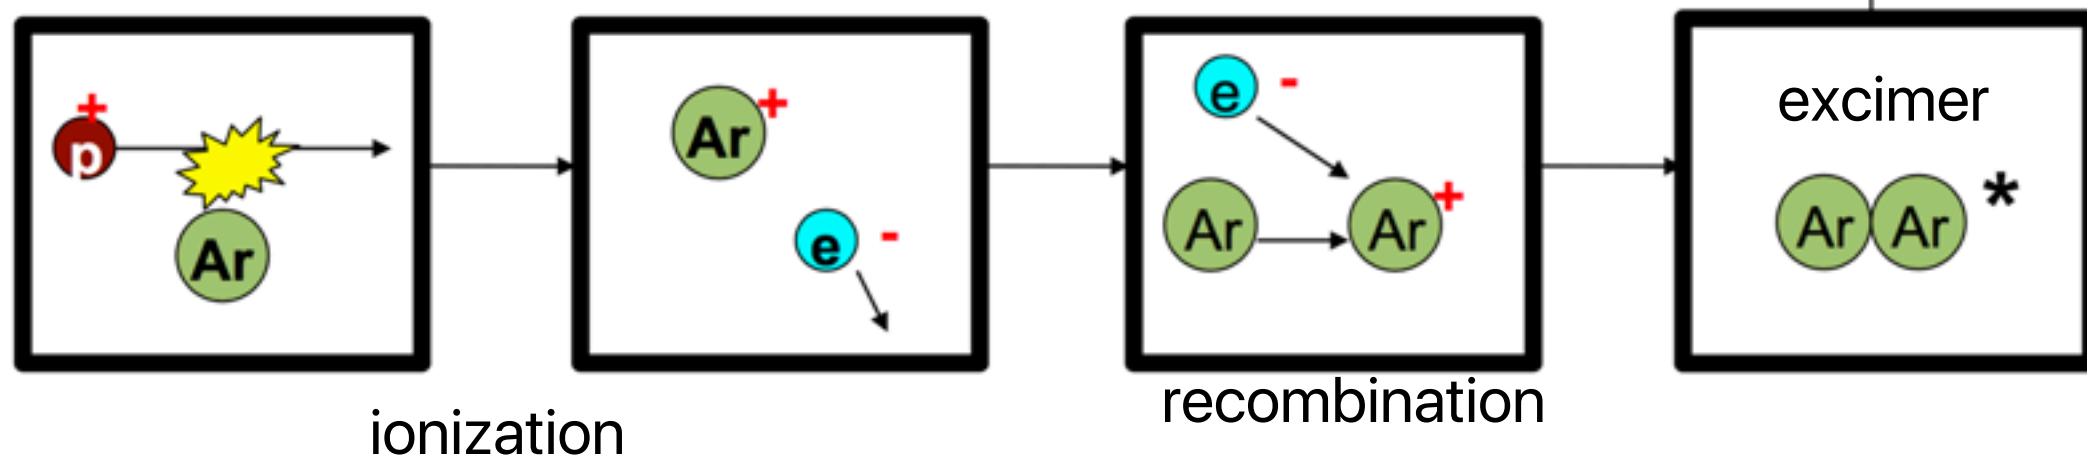 +
p
Ar
ionization
Ar +
e -
e -
Ar
Ar +
recombination
excimer
Ar Ar *